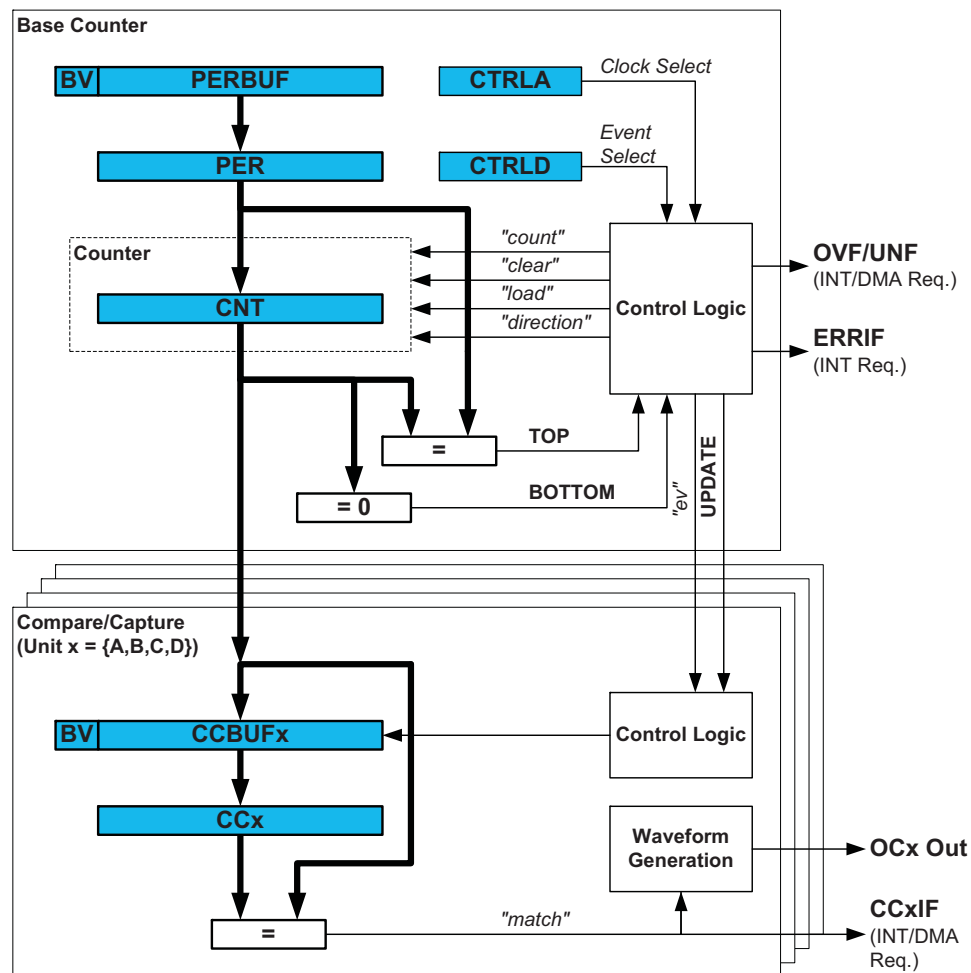 Base Counter
BV PERBUF
CTRLA
Clock Select
PER
CTRLD
Event
Select
Counter
CNT
"count"
"clear"
"load"
"direction"
Control Logic
OVF/UNF
(INT/DMA Req.)
ERRIF
(INT Req.)
=
TOP
= 0
BOTTOM
"ev"
UPDATE
Compare/Capture
(Unit x = {A,B,C,D})
BV CCBUFx
Control Logic
CCx
Waveform
Generation
OCx Out
=
"match"
CCxIF
(INT/DMA
Req.)